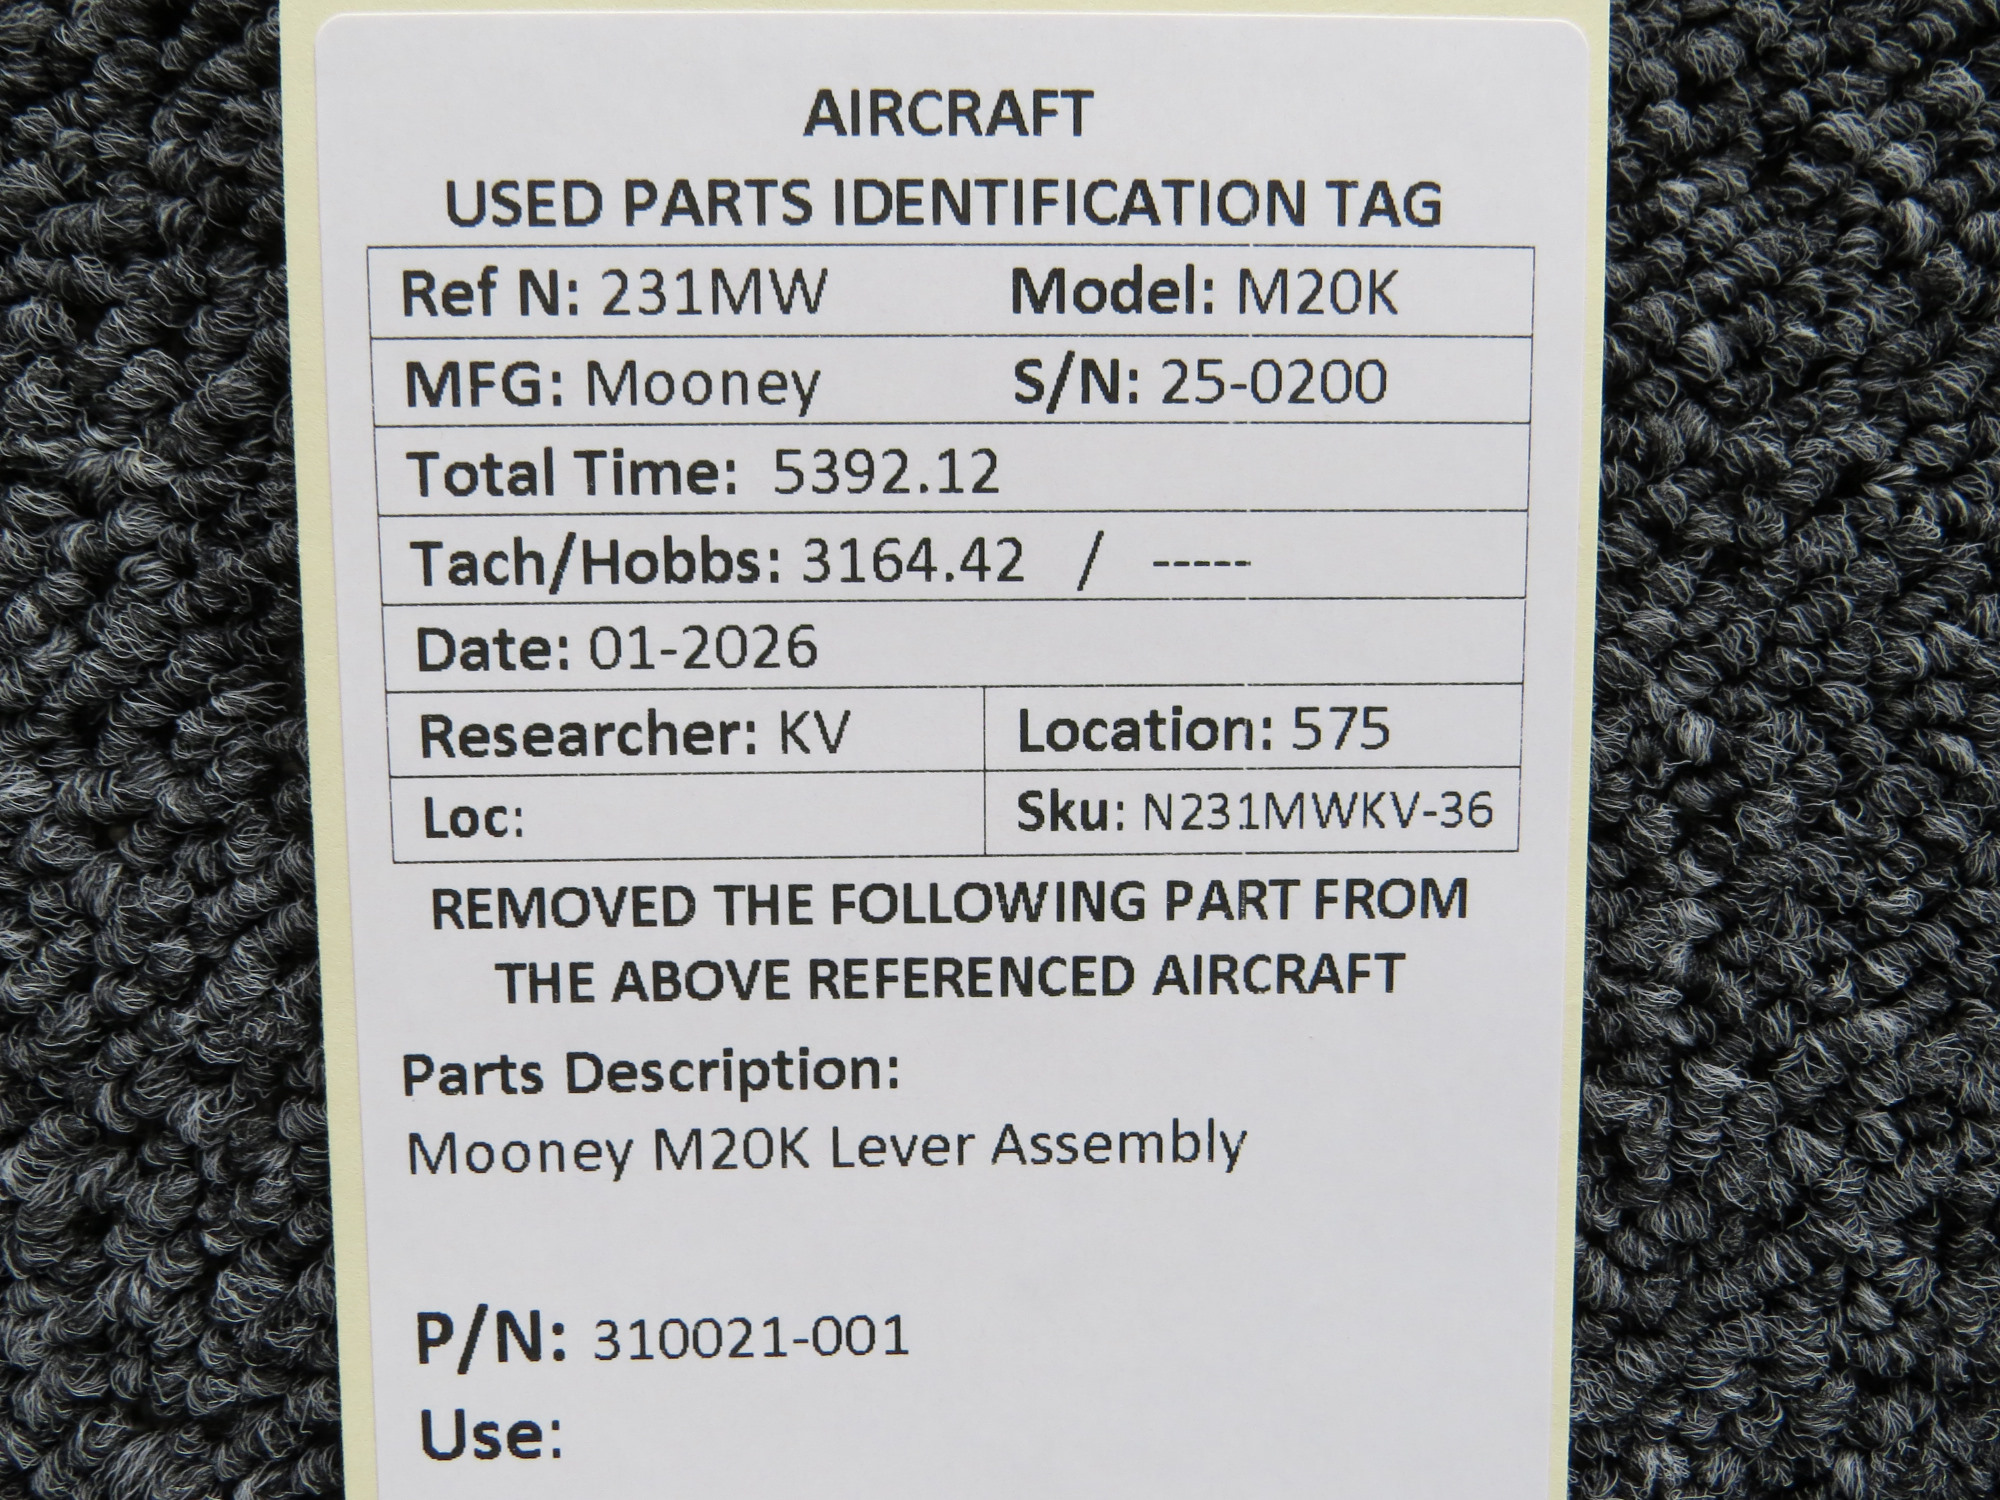 AIRCRAFT
USED PARTS IDENTIFICATION TAG
Ref N: 231MW Model: M20K
MFG: Mooney S/N: 25-0200
Total Time: 5392.12
Tach/Hobbs: 3164.42 / -----
Date: 01-2026
Researcher: KV Location: 575
Loc: Sku: N231MWKV-36
REMOVED THE FOLLOWING PART FROM
THE ABOVE REFERENCED AIRCRAFT
Parts Description:
Mooney M20K Lever Assembly
P/N: 310021-001
Use: